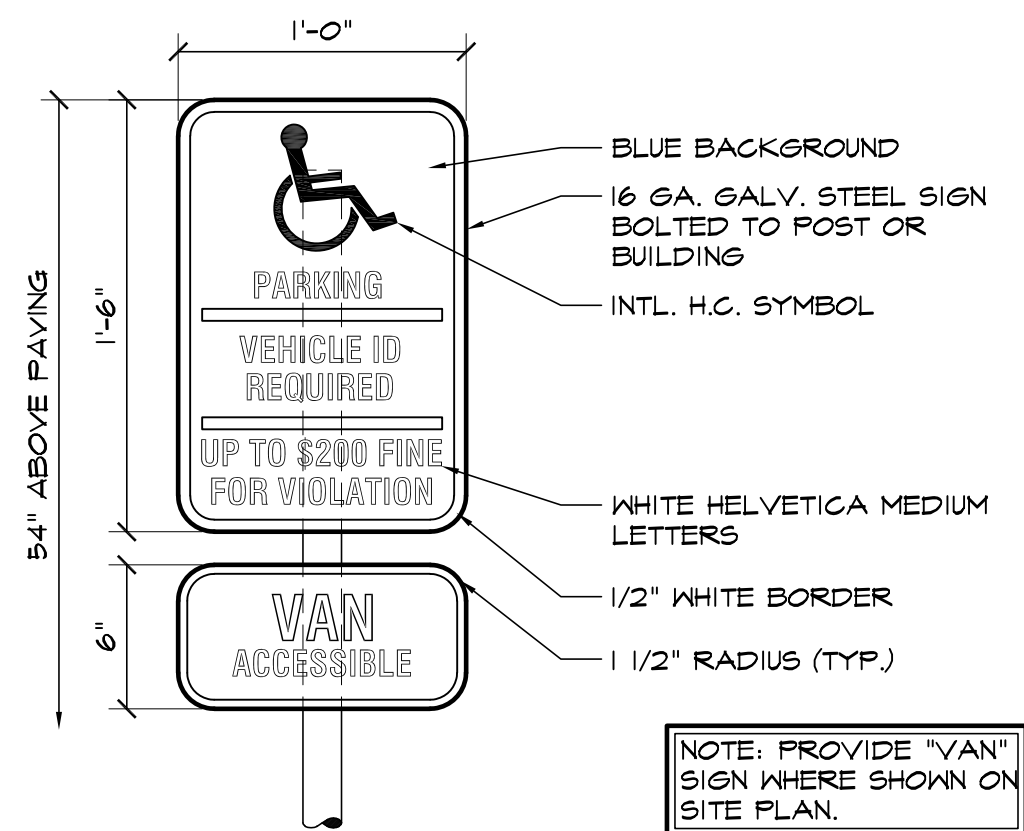 1'-0"
BLUE BACKGROUND
16 GA. GALV. STEEL SIGN
BOLTED TO POST OR
BUILDING
INTL. H.C. SYMBOL
WHITE HELVETICA MEDIUM
LETTERS
1/2" WHITE BORDER
1 1/2" RADIUS (TYP.)
54" ABOVE PAVING
1'-6"
6"
PARKING
VEHICLE ID
REQUIRED
UP TO $200 FINE
FOR VIOLATION
VAN
ACCESSIBLE
NOTE: PROVIDE "VAN"
SIGN WHERE SHOWN ON
SITE PLAN.